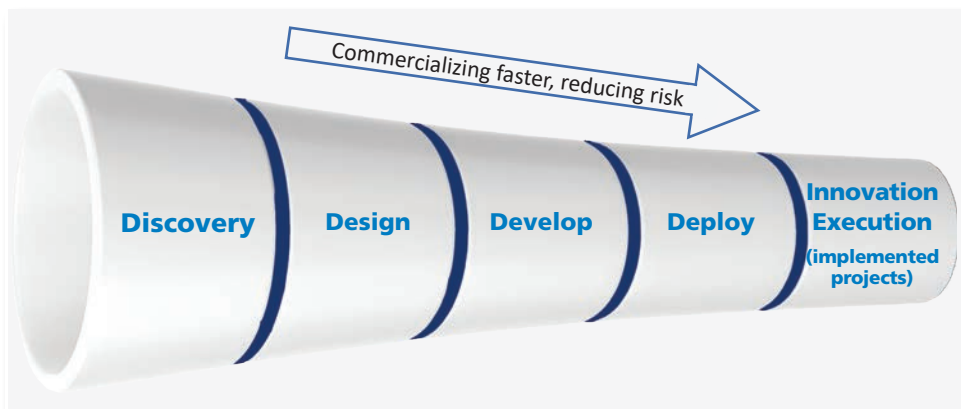 Commercializing faster, reducing risk
Discovery
Design
Develop
Deploy
Innovation
Execution
(implemented
projects)